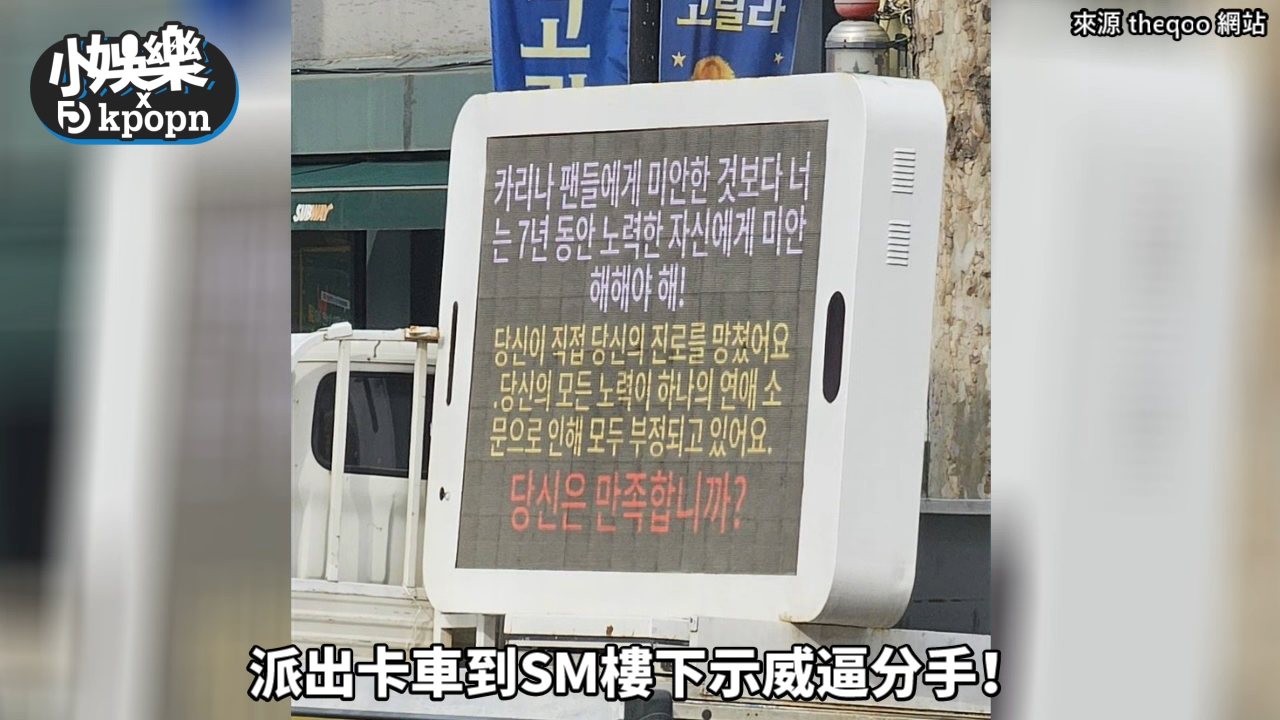 小娛樂
x
kpopn
來源 theqoo 網站
고릴라
SUBWAY
카리나 팬들에게 미안한 것보다 너
는 7년 동안 노력한 자신에게 미안
해해야 해!
당신이 직접 당신의 진로를 망쳤어요
.당신의 모든 노력이 하나의 연애 소
문으로 인해 모두 부정되고 있어요.
당신은 만족합니까?
派出卡車到SM樓下示威逼分手!